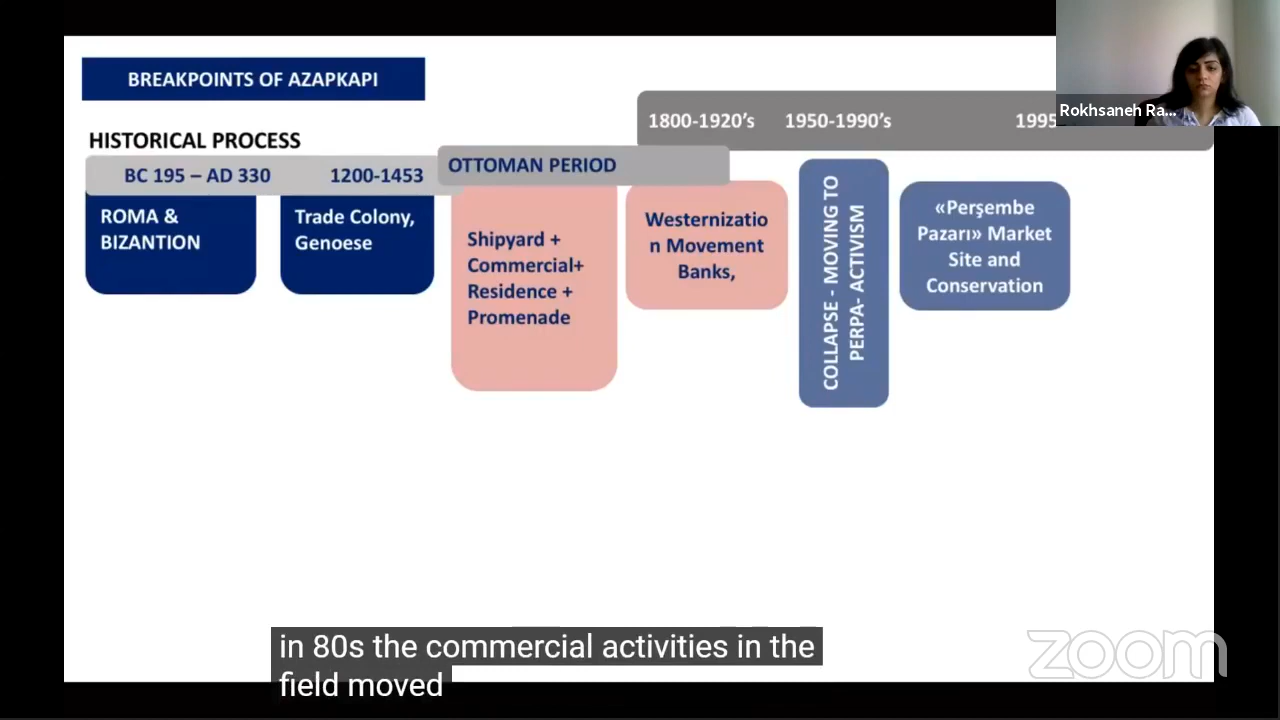 BREAKPOINTS OF AZAPKAPI
HISTORICAL PROCESS
BC 195 – AD 330
1200-1453
OTTOMAN PERIOD
1800-1920's
1950-1990's
1995
ROMA &
BIZANTION
Trade Colony,
Genoese
Shipyard +
Commercial+
Residence +
Promenade
Westernizatio
n Movement
Banks,
COLLAPSE - MOVING TO
PERPA- ACTIVISM
«Perşembe
Pazarı» Market
Site and
Conservation
Rokhsaneh Ra...
in 80s the commercial activities in the
field moved
zoom